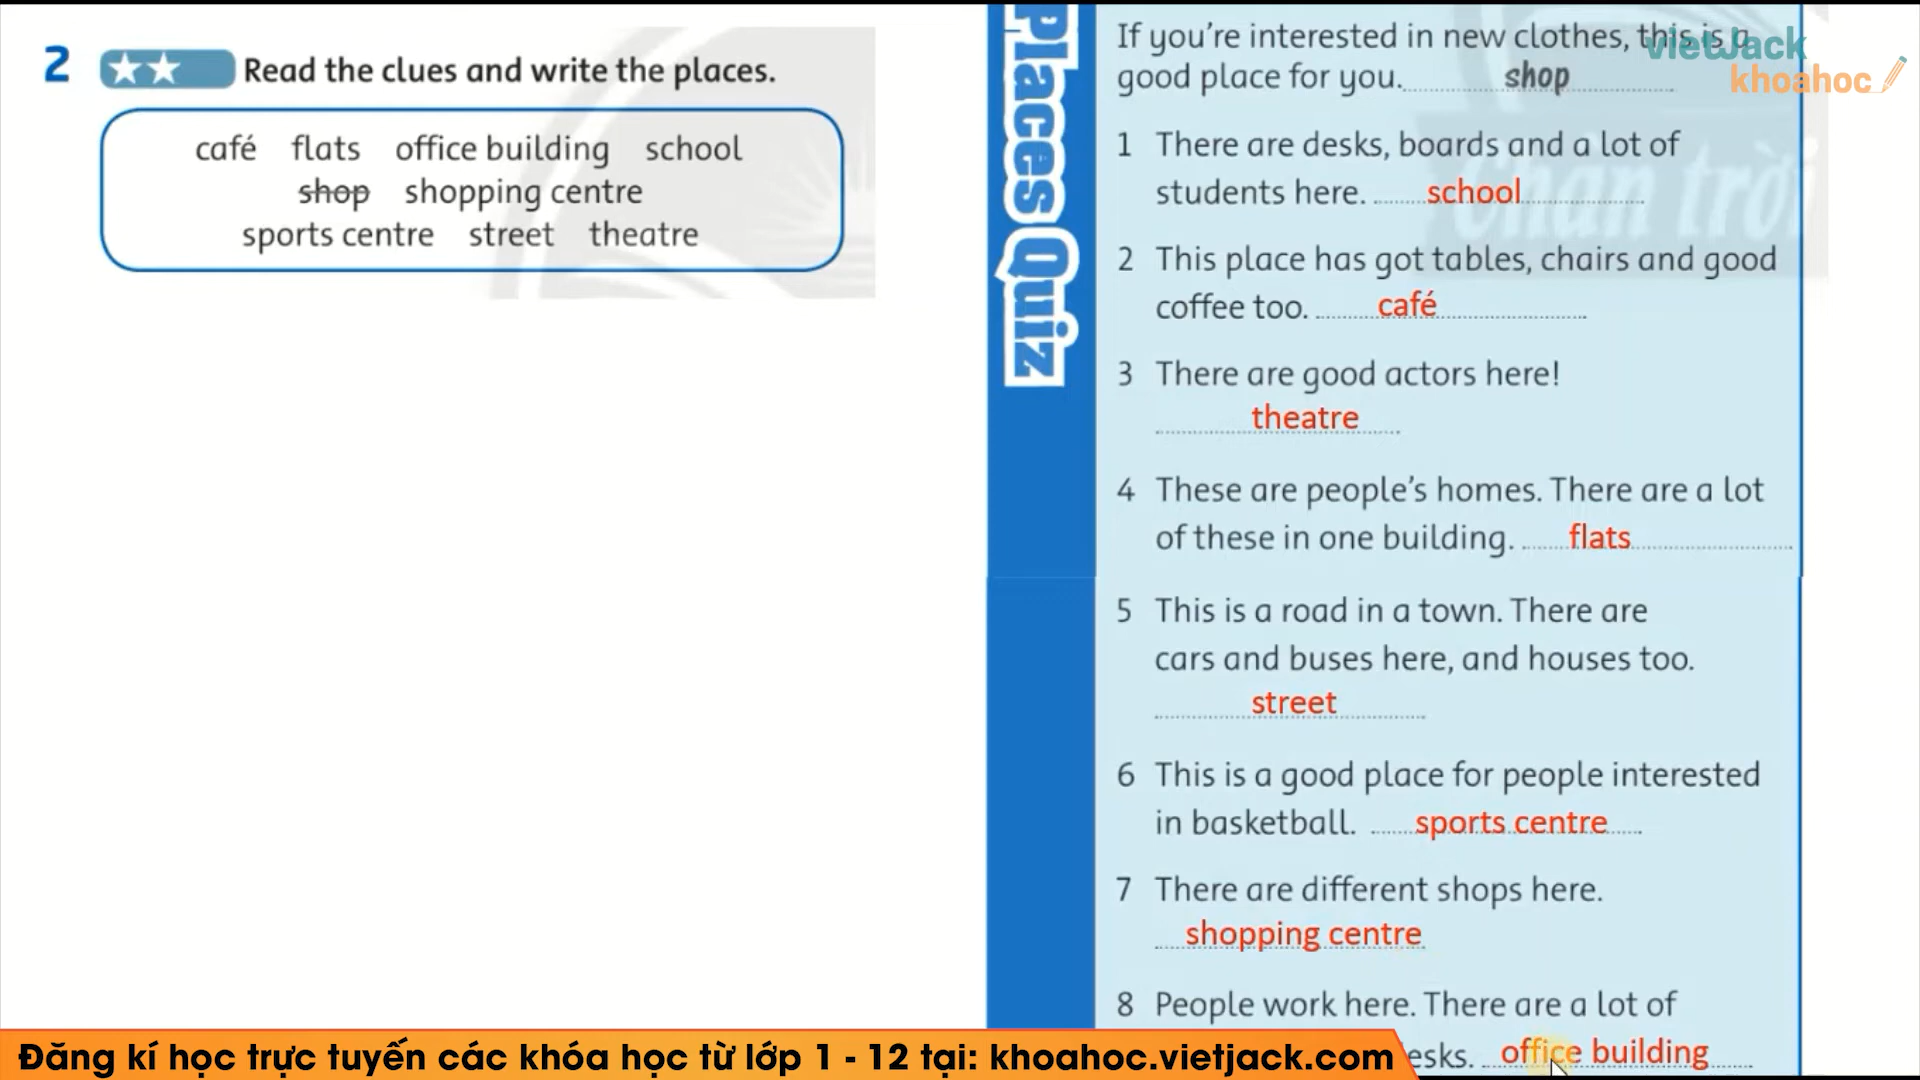 2 Read the clues and write the places.
café flats office building school
shop shopping centre
sports centre street theatre
Places Quiz
If you're interested in new clothes, this is a
good place for you. shop
1 There are desks, boards and a lot of
students here. school
2 This place has got tables, chairs and good
coffee too. café
3 There are good actors here!
theatre
4 These are people's homes. There are a lot
of these in one building. flats
5 This is a road in a town. There are
cars and buses here, and houses too.
street
6 This is a good place for people interested
in basketball. sports centre
7 There are different shops here.
shopping centre
8 People work here. There are a lot of
esks. office building
vietJack
khoahoc
Chân trời
Đăng kí học trực tuyến các khóa học từ lớp 1 - 12 tại: khoahoc.vietjack.com